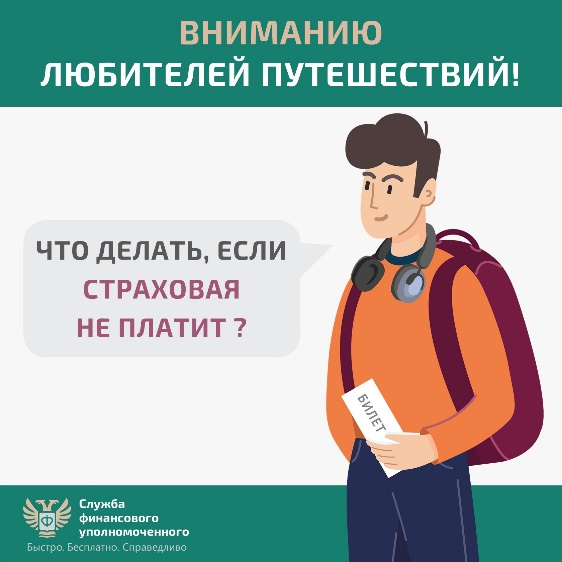 ВНИМАНИЮ
ЛЮБИТЕЛЕЙ ПУТЕШЕСТВИЙ!
ЧТО ДЕЛАТЬ, ЕСЛИ
СТРАХОВАЯ
НЕ ПЛАТИТ ?
БИЛЕТ
Ф
Служба
финансового
уполномоченного
Быстро. Бесплатно. Справедливо